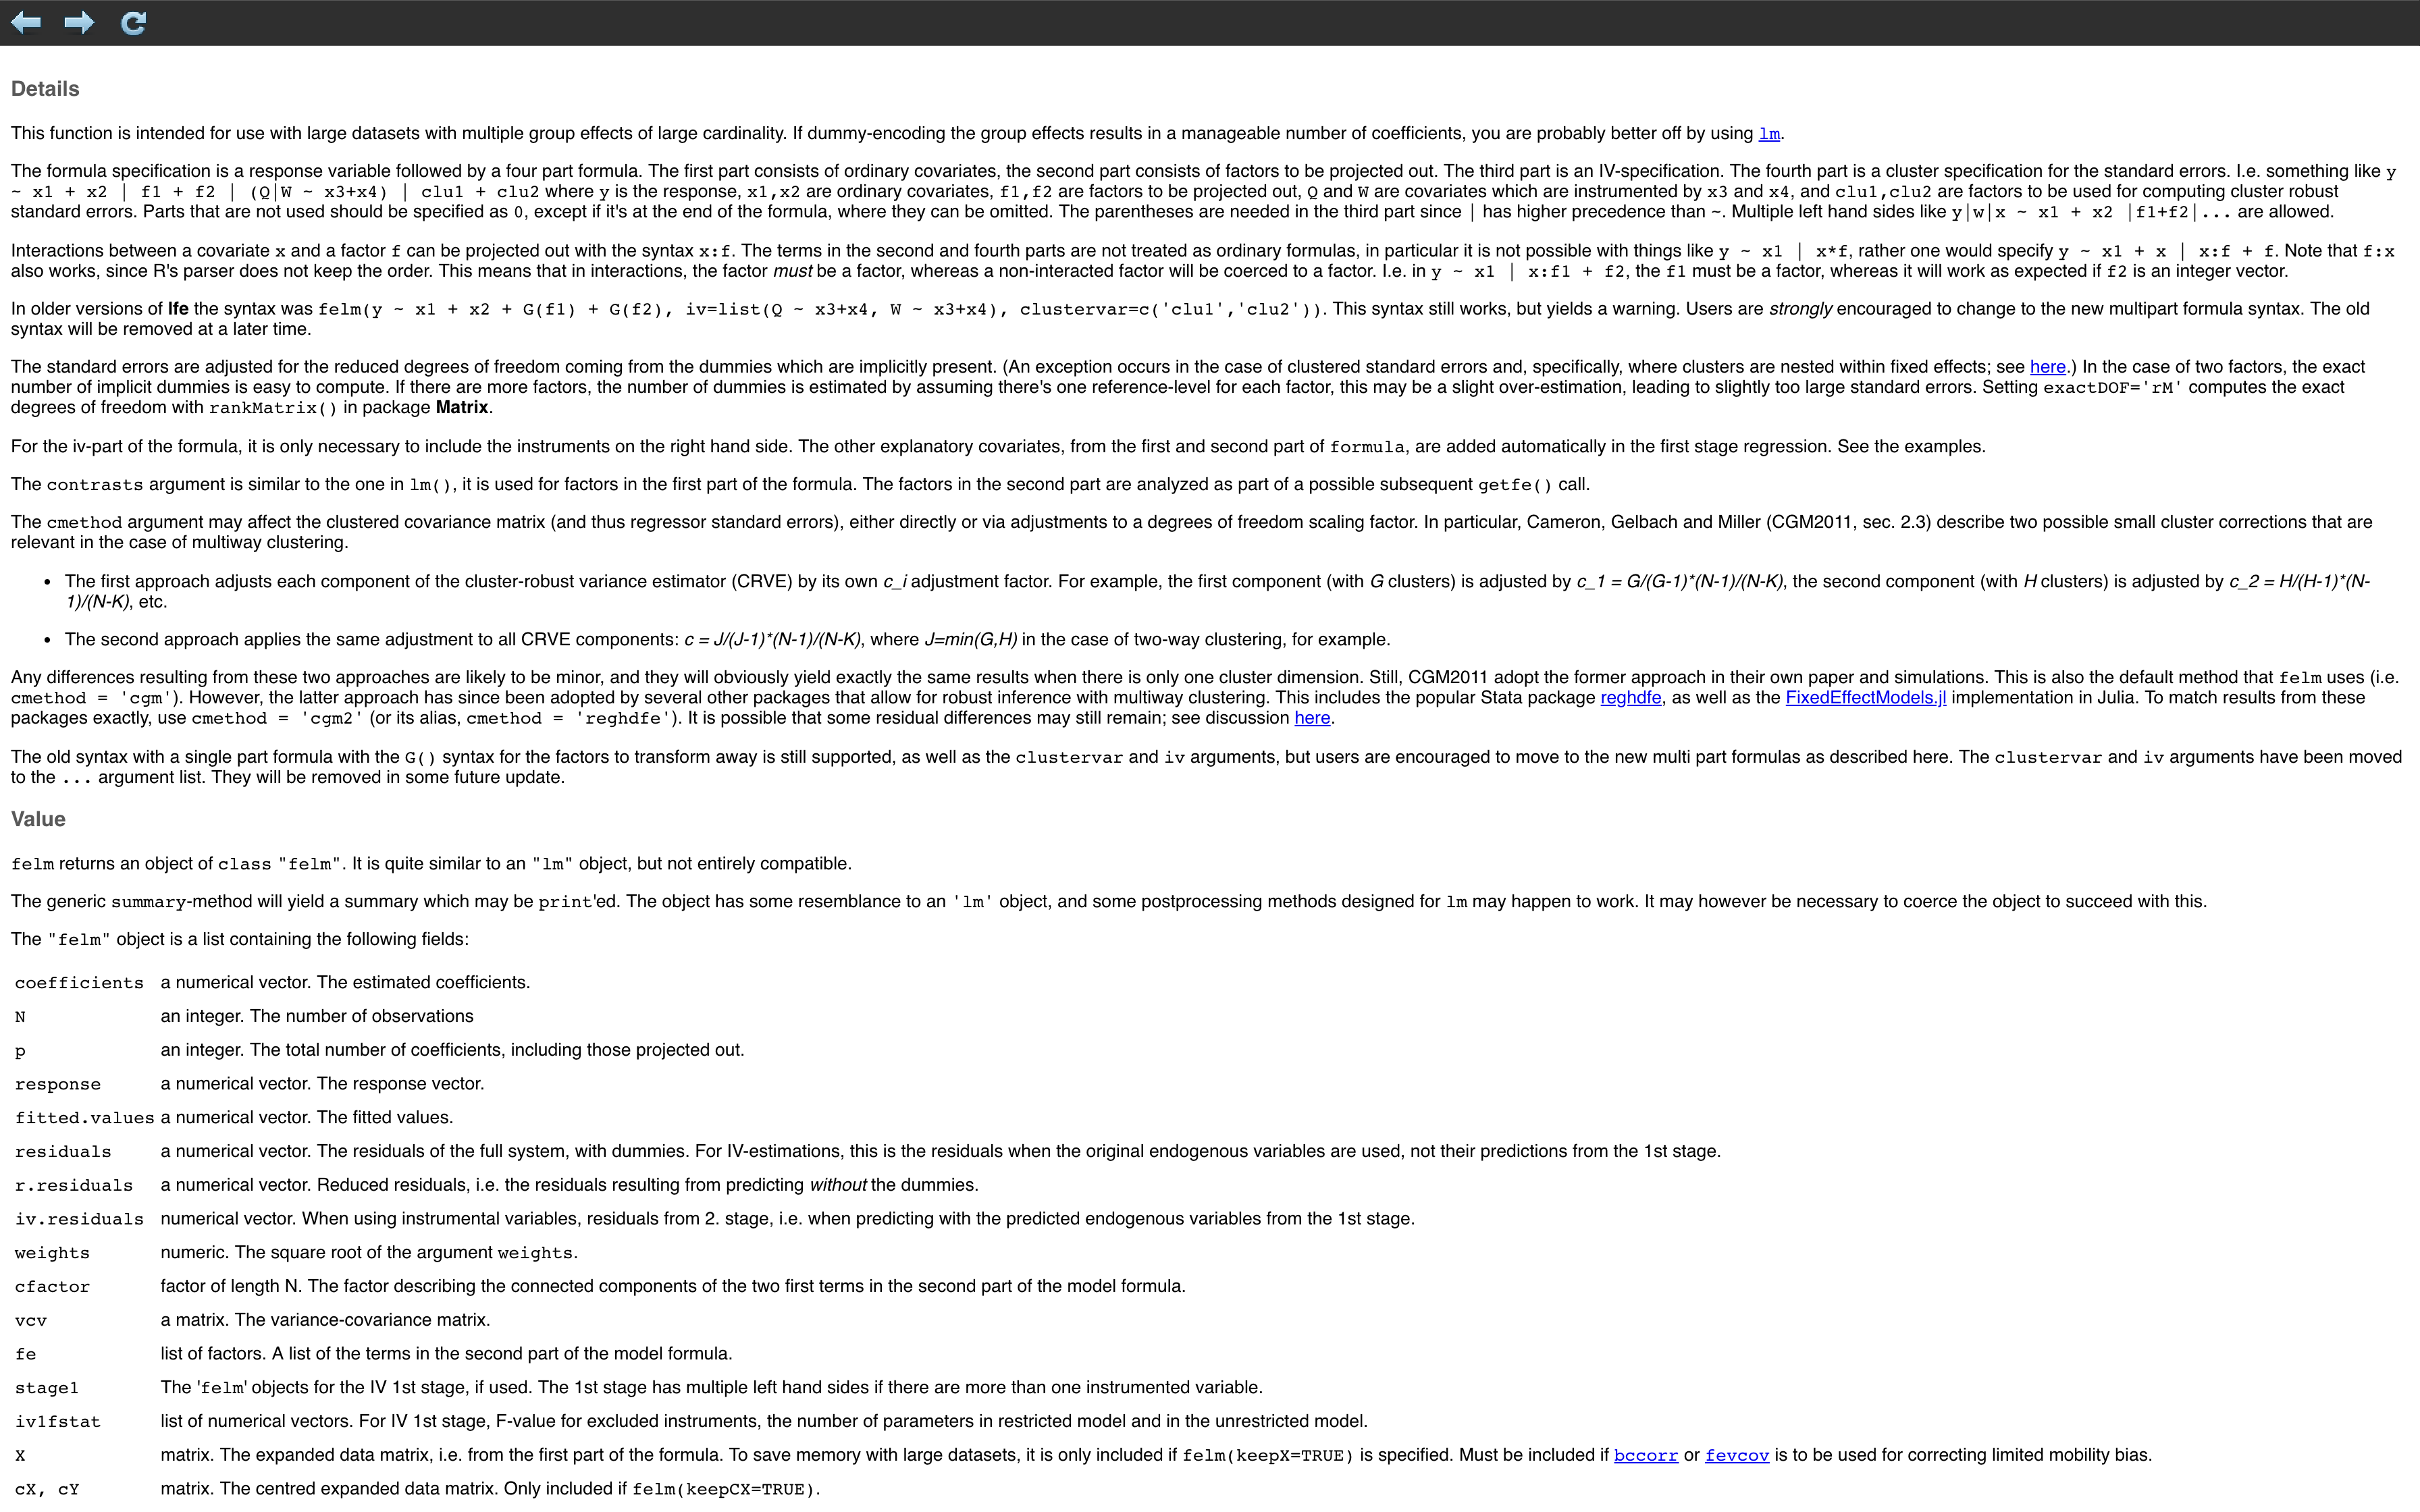 Details
This function is intended for use with large datasets with multiple group effects of large cardinality. If dummy-encoding the group effects results in a manageable number of coefficients, you are probably better off by using lm.
The formula specification is a response variable followed by a four part formula. The first part consists of ordinary covariates, the second part consists of factors to be projected out. The third part is an IV-specification. The fourth part is a cluster specification for the standard errors. I.e. something like y
~ x1 + x2 | f1 + f2 | (Q|W ~ x3+x4) | clu1 + clu2 where y is the response, x1,x2 are ordinary covariates, f1,f2 are factors to be projected out, Q and W are covariates which are instrumented by x3 and x4, and clu1,clu2 are factors to be used for computing cluster robust
standard errors. Parts that are not used should be specified as 0, except if it's at the end of the formula, where they can be omitted. The parentheses are needed in the third part since | has higher precedence than ~. Multiple left hand sides like y|w|x ~ x1 + x2 |f1+f2|... are allowed.
Interactions between a covariate x and a factor f can be projected out with the syntax x:f. The terms in the second and fourth parts are not treated as ordinary formulas, in particular it is not possible with things like y ~ x1 | x*f, rather one would specify y ~ x1 + x | x:f + f. Note that f:x
also works, since R's parser does not keep the order. This means that in interactions, the factor must be a factor, whereas a non-interacted factor will be coerced to a factor. I.e. in y ~ x1 | x:f1 + f2, the f1 must be a factor, whereas it will work as expected if f2 is an integer vector.
In older versions of lfe the syntax was felm(y ~ x1 + x2 + G(f1) + G(f2), iv=list(Q ~ x3+x4, W ~ x3+x4), clustervar=c('clu1','clu2')). This syntax still works, but yields a warning. Users are strongly encouraged to change to the new multipart formula syntax. The old
syntax will be removed at a later time.
The standard errors are adjusted for the reduced degrees of freedom coming from the dummies which are implicitly present. (An exception occurs in the case of clustered standard errors and, specifically, where clusters are nested within fixed effects; see here.) In the case of two factors, the exact
number of implicit dummies is easy to compute. If there are more factors, the number of dummies is estimated by assuming there's one reference-level for each factor, this may be a slight over-estimation, leading to slightly too large standard errors. Setting exactDOF='rM' computes the exact
degrees of freedom with rankMatrix() in package Matrix.
For the iv-part of the formula, it is only necessary to include the instruments on the right hand side. The other explanatory covariates, from the first and second part of formula, are added automatically in the first stage regression. See the examples.
The contrasts argument is similar to the one in lm(), it is used for factors in the first part of the formula. The factors in the second part are analyzed as part of a possible subsequent getfe() call.
The cmethod argument may affect the clustered covariance matrix (and thus regressor standard errors), either directly or via adjustments to a degrees of freedom scaling factor. In particular, Cameron, Gelbach and Miller (CGM2011, sec. 2.3) describe two possible small cluster corrections that are
relevant in the case of multiway clustering.
• The first approach adjusts each component of the cluster-robust variance estimator (CRVE) by its own c_i adjustment factor. For example, the first component (with G clusters) is adjusted by c_1 = G/(G-1)*(N-1)/(N-K), the second component (with H clusters) is adjusted by c_2 = H/(H-1)*(N-
1)/(N-K), etc.
• The second approach applies the same adjustment to all CRVE components: c = J/(J-1)*(N-1)/(N-K), where J=min(G,H) in the case of two-way clustering, for example.
Any differences resulting from these two approaches are likely to be minor, and they will obviously yield exactly the same results when there is only one cluster dimension. Still, CGM2011 adopt the former approach in their own paper and simulations. This is also the default method that felm uses (i.e.
cmethod = 'cgm'). However, the latter approach has since been adopted by several other packages that allow for robust inference with multiway clustering. This includes the popular Stata package reghdfe, as well as the FixedEffectModels.jl implementation in Julia. To match results from these
packages exactly, use cmethod = 'cgm2' (or its alias, cmethod = 'reghdfe'). It is possible that some residual differences may still remain; see discussion here.
The old syntax with a single part formula with the G() syntax for the factors to transform away is still supported, as well as the clustervar and iv arguments, but users are encouraged to move to the new multi part formulas as described here. The clustervar and iv arguments have been moved
to the ... argument list. They will be removed in some future update.
Value
felm returns an object of class "felm". It is quite similar to an "lm" object, but not entirely compatible.
The generic summary-method will yield a summary which may be print'ed. The object has some resemblance to an 'lm' object, and some postprocessing methods designed for lm may happen to work. It may however be necessary to coerce the object to succeed with this.
The "felm" object is a list containing the following fields:
coefficients a numerical vector. The estimated coefficients.
N an integer. The number of observations
p an integer. The total number of coefficients, including those projected out.
response a numerical vector. The response vector.
fitted.values a numerical vector. The fitted values.
residuals a numerical vector. The residuals of the full system, with dummies. For IV-estimations, this is the residuals when the original endogenous variables are used, not their predictions from the 1st stage.
r.residuals a numerical vector. Reduced residuals, i.e. the residuals resulting from predicting without the dummies.
iv.residuals numerical vector. When using instrumental variables, residuals from 2. stage, i.e. when predicting with the predicted endogenous variables from the 1st stage.
weights numeric. The square root of the argument weights.
cfactor factor of length N. The factor describing the connected components of the two first terms in the second part of the model formula.
vcv a matrix. The variance-covariance matrix.
fe list of factors. A list of the terms in the second part of the model formula.
stage1 The 'felm' objects for the IV 1st stage, if used. The 1st stage has multiple left hand sides if there are more than one instrumented variable.
iv1fstat list of numerical vectors. For IV 1st stage, F-value for excluded instruments, the number of parameters in restricted model and in the unrestricted model.
X matrix. The expanded data matrix, i.e. from the first part of the formula. To save memory with large datasets, it is only included if felm(keepX=TRUE) is specified. Must be included if bccorr or fevcov is to be used for correcting limited mobility bias.
cX, cY matrix. The centred expanded data matrix. Only included if felm(keepCX=TRUE).